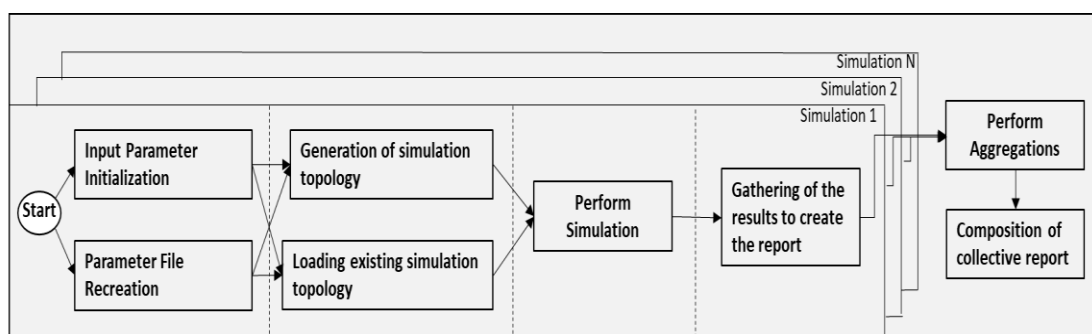 Simulation N
Simulation 2
Simulation 1
Start
Input Parameter
Initialization
Parameter File
Recreation
Generation of simulation
topology
Loading existing simulation
topology
Perform
Simulation
Gathering of the
results to create
the report
Perform
Aggregations
Composition of
collective report